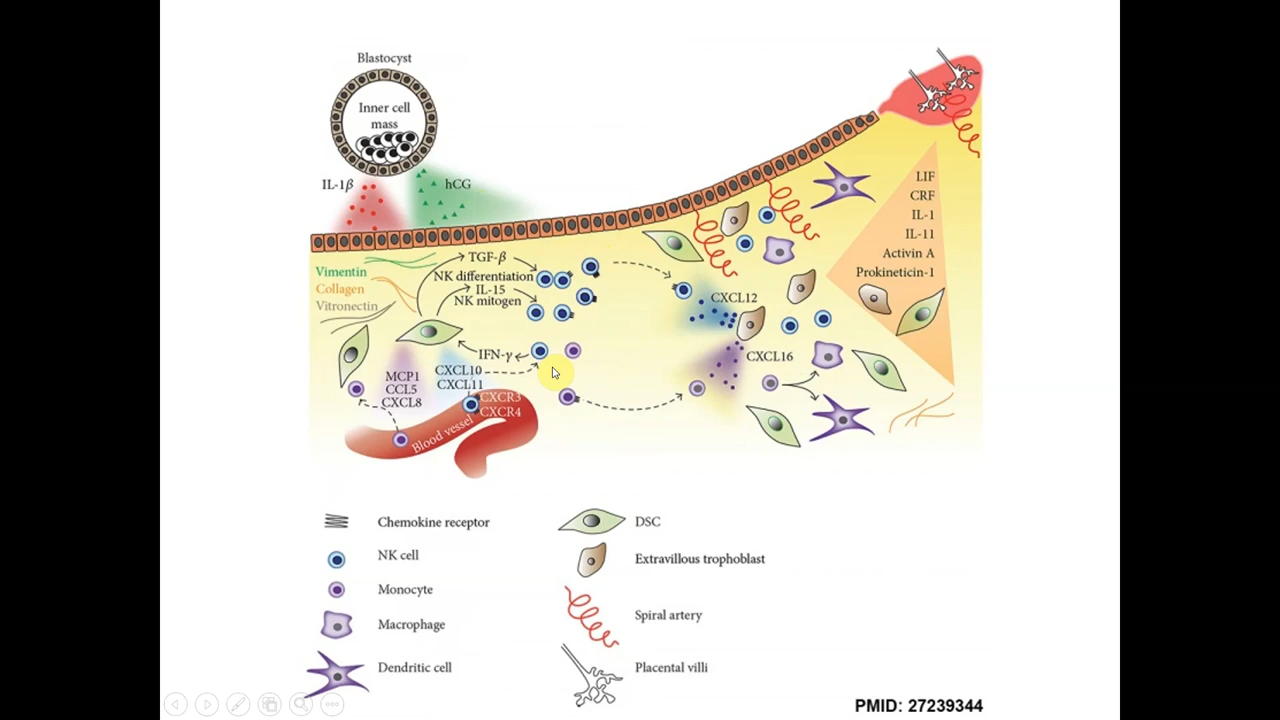 Blastocyst
Inner cell
mass
IL-1β
hCG
Vimentin
Collagen
Vitronectin
TGF-β
NK differentiation
IL-15
NK mitogen
IFN-γ
MCP1
CCL5
CXCL8
CXCL10
CXCL11
CXCR3
CXCR4
Blood vessel
CXCL12
CXCL16
LIF
CRF
IL-1
IL-11
Activin A
Prokineticin-1
Chemokine receptor
NK cell
Monocyte
Macrophage
Dendritic cell
DSC
Extravillous trophoblast
Spiral artery
Placental villi
PMID: 27239344